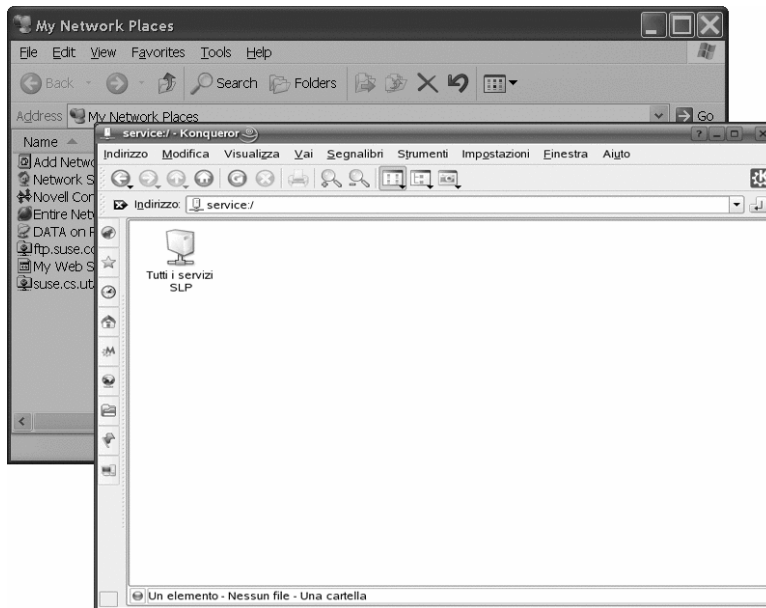 My Network Places
File Edit View Favorites Tools Help
Back Search Folders
Address My Network Places Go
Name
Add Netwo
Network S
Novell Con
Entire Net
DATA on
ftp.suse.co
My Web S
suse.cs.ut
service:/ - Konqueror
Indirizzo Modifica Visualizza Vai Segnalibri Strumenti Impostazioni Finestra Aiuto
Indirizzo: service:/
Tutti i servizi
SLP
Un elemento - Nessun file - Una cartella